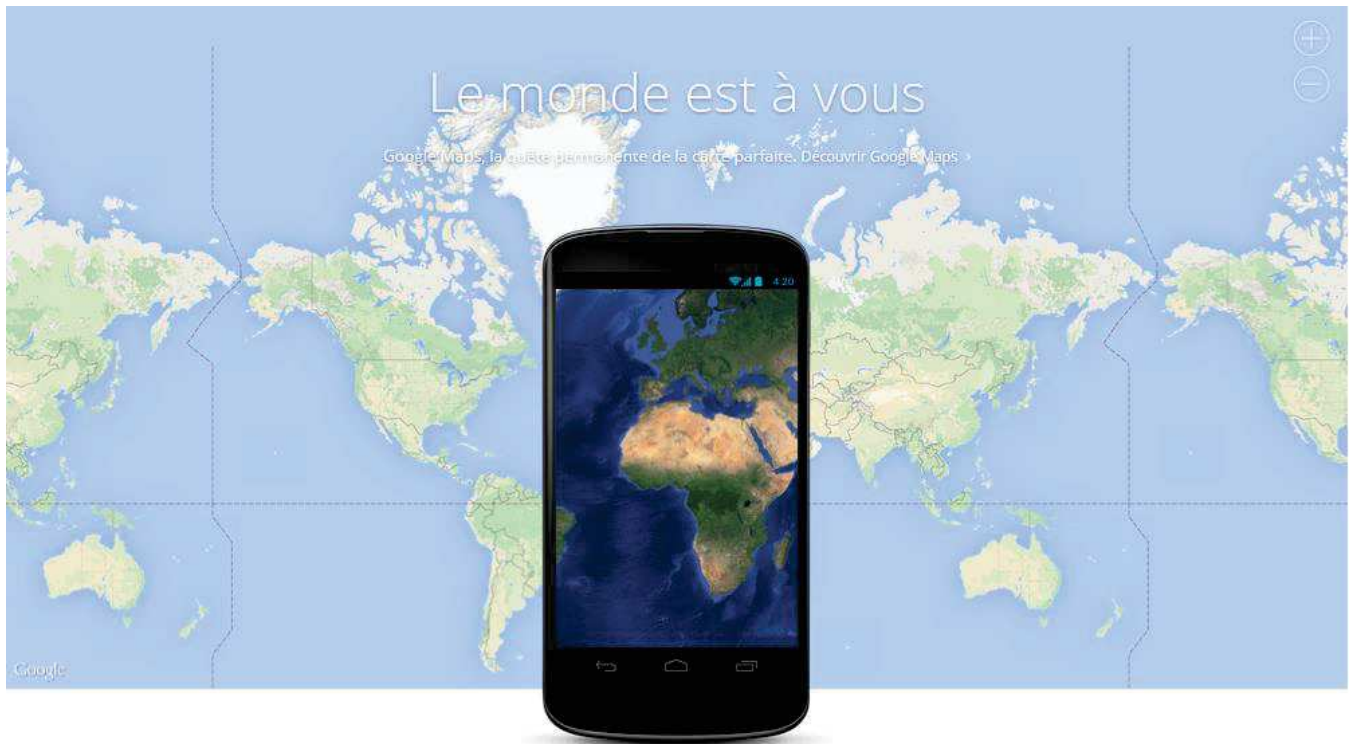 Le monde est à vous
Google Maps, la quête permanente de la carte parfaite. Découvrir Google Maps ›
4:20
Google